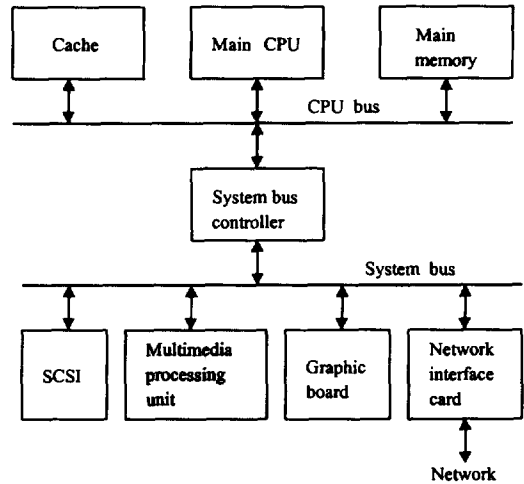 Cache
Main CPU
Main
memory
CPU bus
System bus
controller
System bus
SCSI
Multimedia
processing
unit
Graphic
board
Network
interface
card
Network